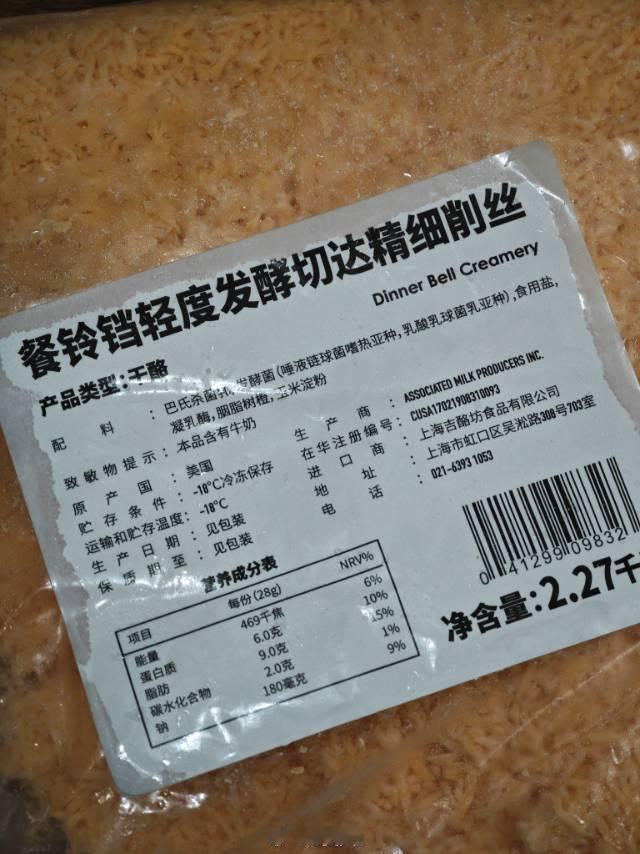 餐铃铛轻度发酵切达精细削丝
Dinner Bell Creamery
产品类型：干酪
配料：巴氏杀菌乳，发酵菌（唾液链球菌嗜热亚种，乳酸乳球菌乳亚种），食用盐，
凝乳酶，胭脂树橙，玉米淀粉
致敏物提示：本品含有牛奶
原产国：美国
贮存条件：-18℃冷冻保存
运输和贮存温度：-18℃
生产日期：见包装
保质期至：见包装
生产商：ASSOCIATED MILK PRODUCERS INC.
在华注册编号：CUSA17021908310093
进口商：上海吉酪坊食品有限公司
地址：上海市虹口区吴淞路308号703室
电话：021-6393 1053
营养成分表
项目 每份(28g) NRV%
能量 469千焦 6%
蛋白质 6.0克 10%
脂肪 9.0克 15%
碳水化合物 2.0克 1%
钠 180毫克 9%
0 41299 09832
净含量：2.27千